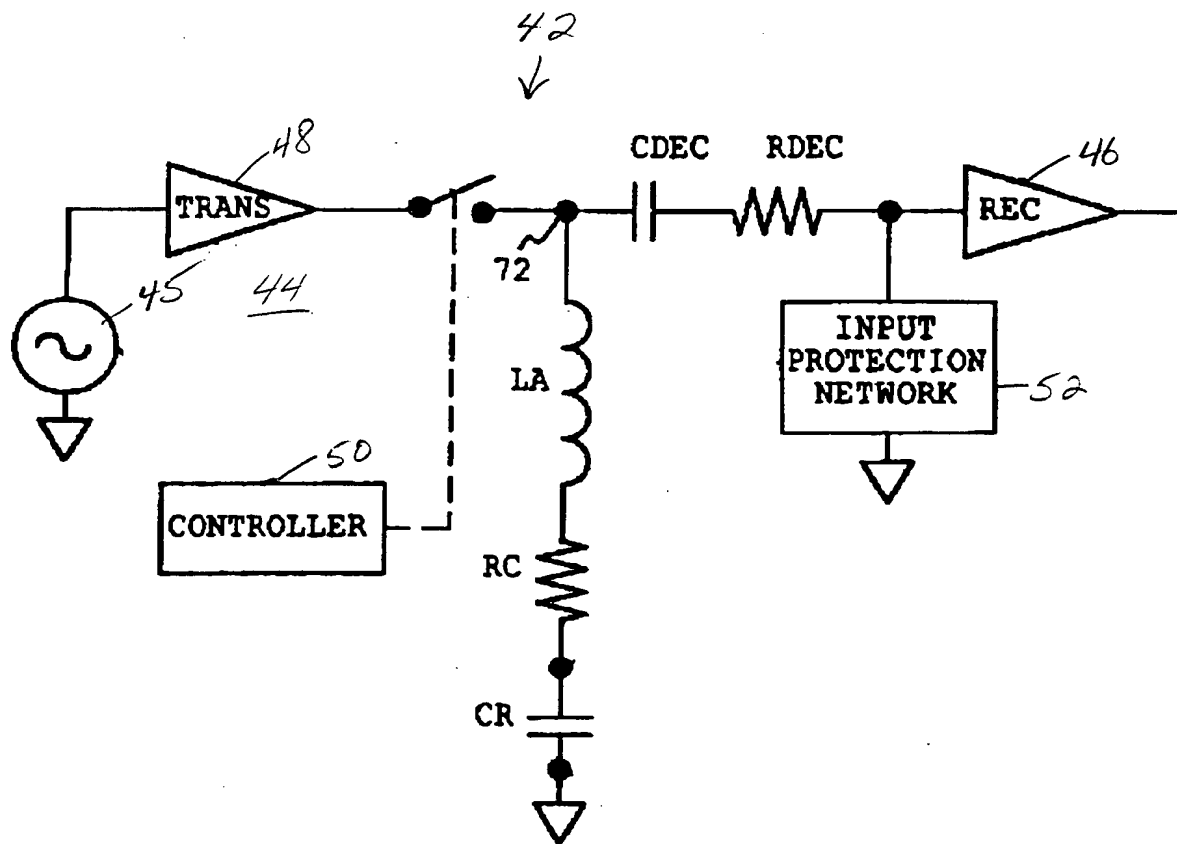 42
48
CDEC RDEC
46
TRANS
REC
72
45
44
INPUT
PROTECTION
NETWORK
52
LA
50
CONTROLLER
RC
CR